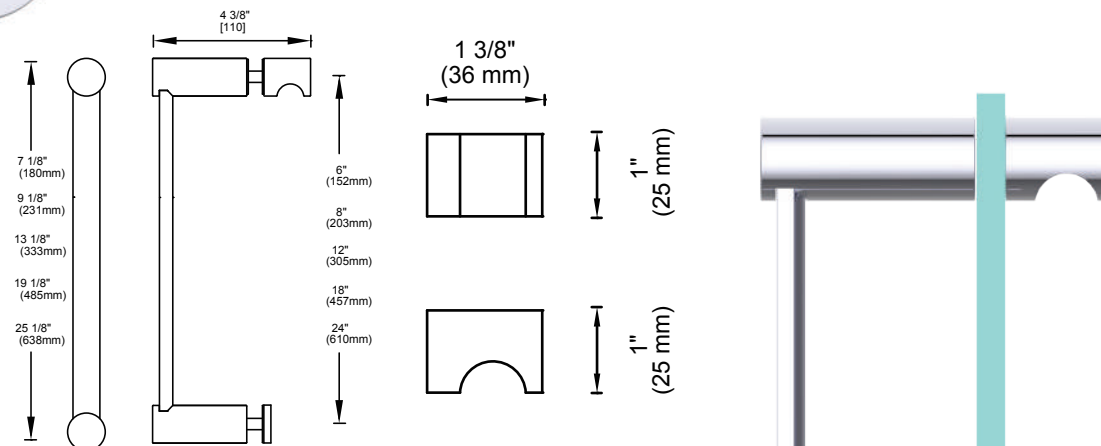 4 3/8"
[110]
7 1/8"
(180mm)
9 1/8"
(231mm)
13 1/8"
(333mm)
19 1/8"
(485mm)
25 1/8"
(638mm)
6"
(152mm)
8"
(203mm)
12"
(305mm)
18"
(457mm)
24"
(610mm)
1 3/8"
(36 mm)
1"
(25 mm)
1"
(25 mm)